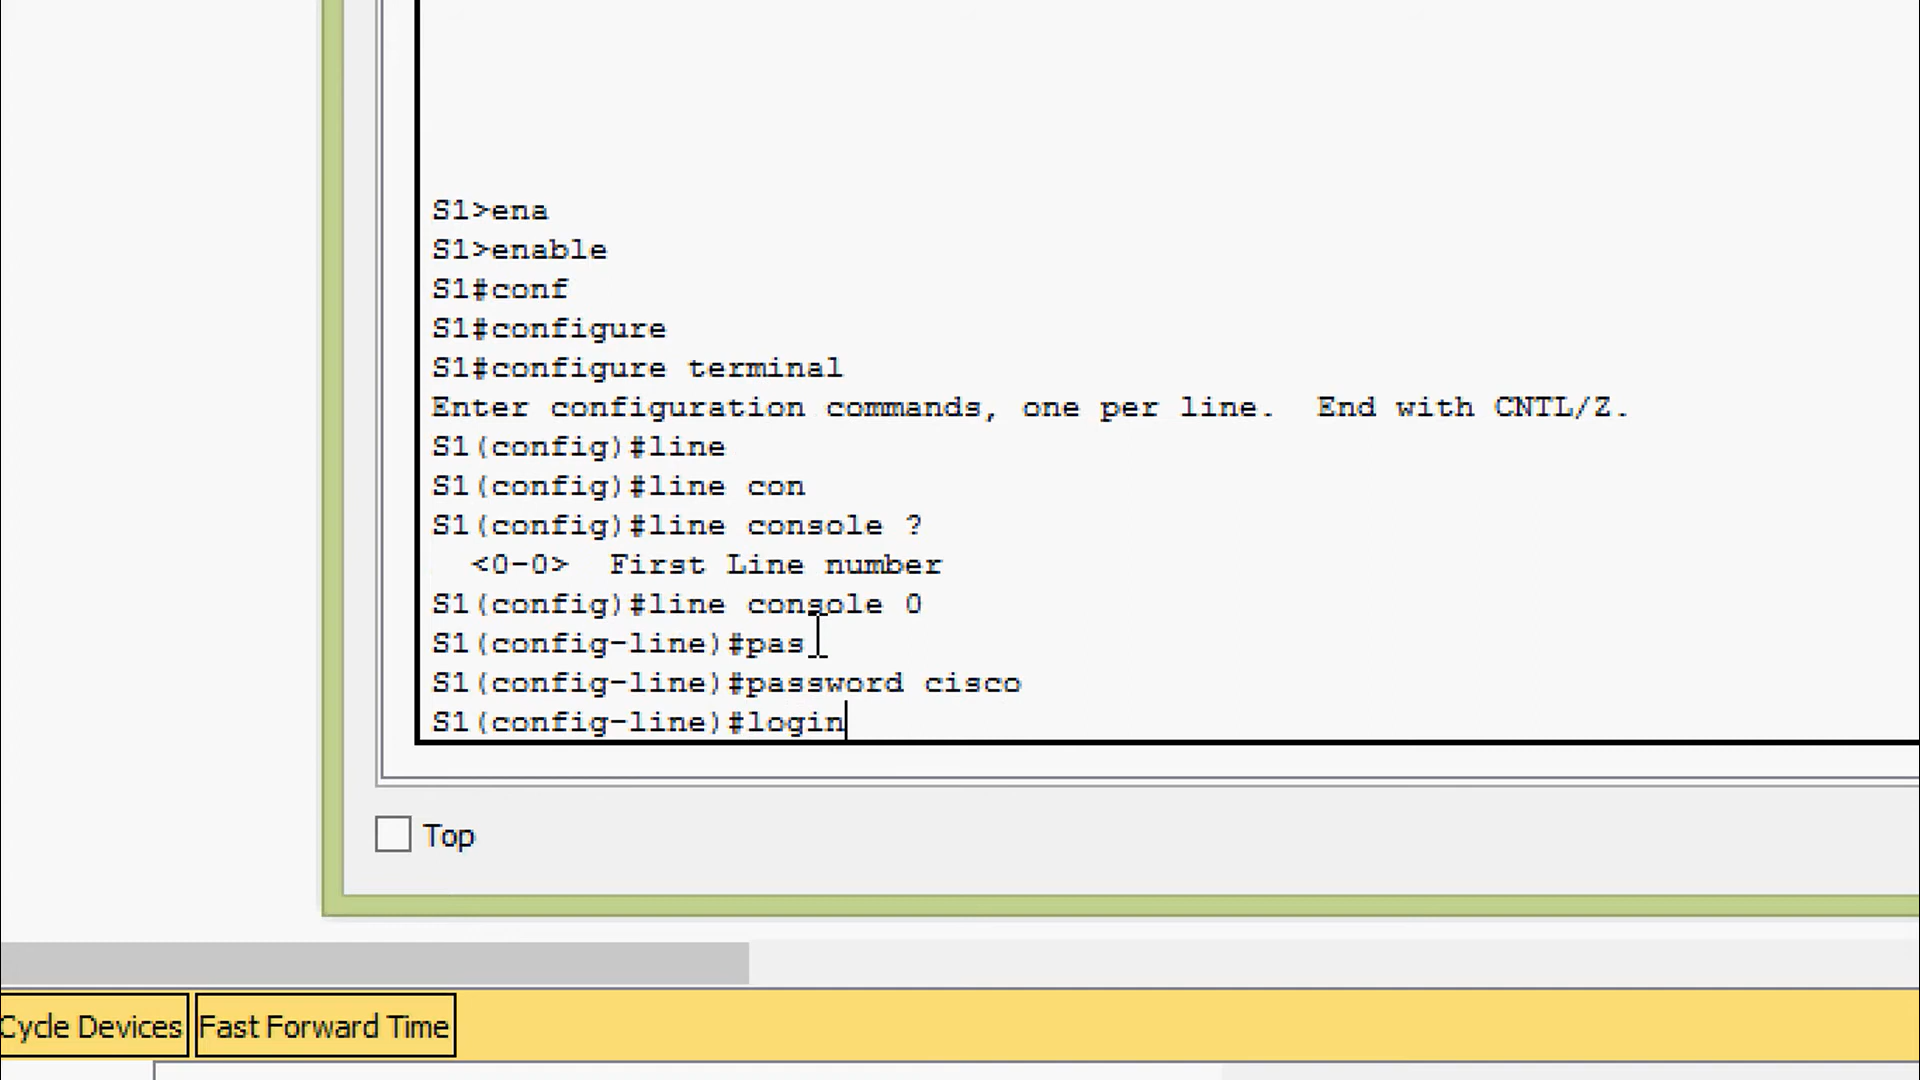 S1>ena
S1>enable
S1#conf
S1#configure
S1#configure terminal
Enter configuration commands, one per line.  End with CNTL/Z.
S1(config)#line
S1(config)#line con
S1(config)#line console ?
  <0-0>  First Line number
S1(config)#line console 0
S1(config-line)#pas
S1(config-line)#password cisco
S1(config-line)#login
Top
Cycle Devices Fast Forward Time